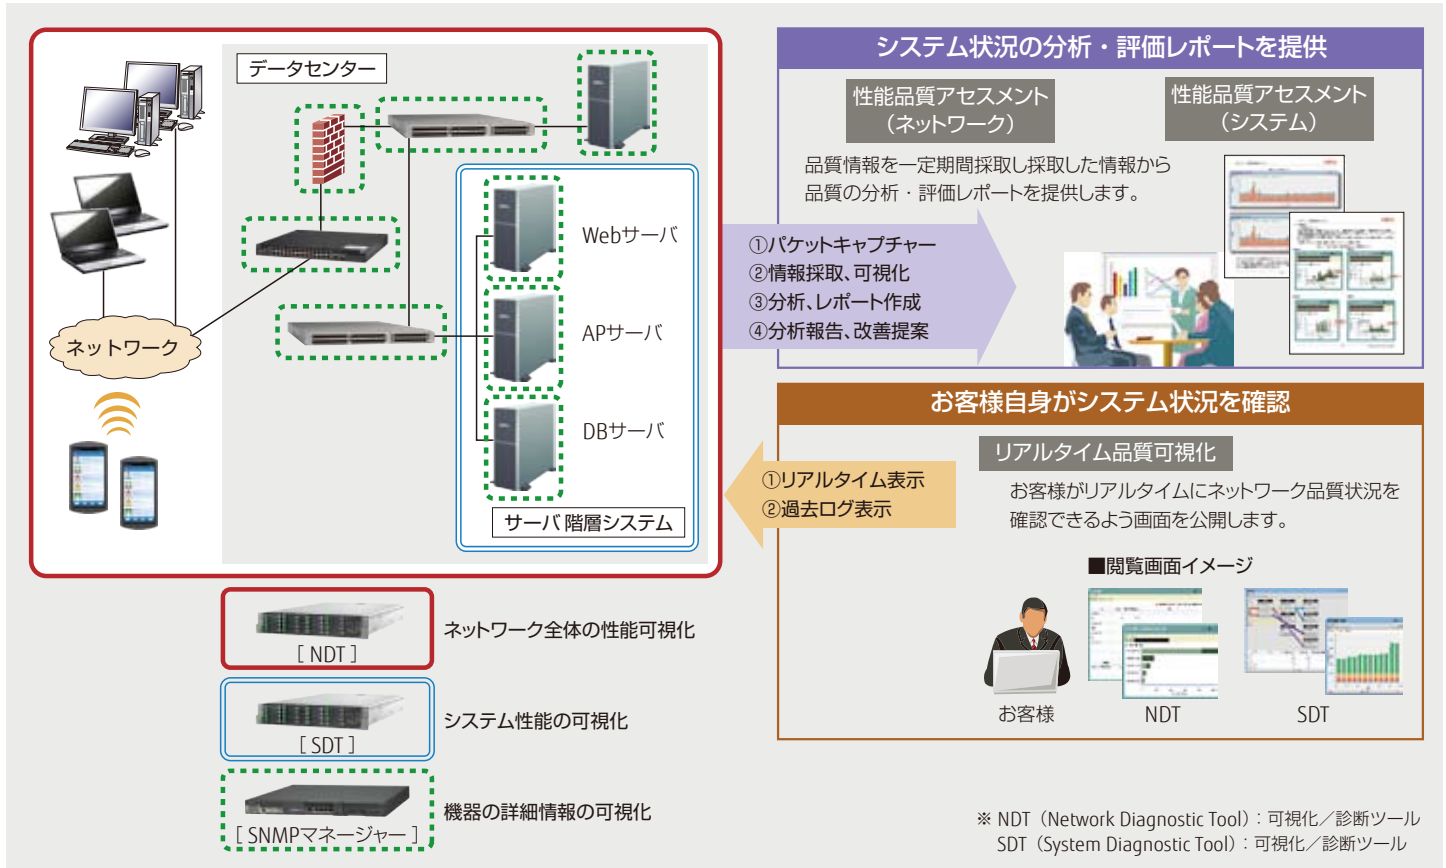 データセンター
Webサーバ
APサーバ
DBサーバ
サーバ階層システム
ネットワーク
[ NDT ]
ネットワーク全体の性能可視化
[ SDT ]
システム性能の可視化
[ SNMPマネージャー ]
機器の詳細情報の可視化
システム状況の分析・評価レポートを提供
性能品質アセスメント
（ネットワーク）
性能品質アセスメント
（システム）
品質情報を一定期間採取し採取した情報から
品質の分析・評価レポートを提供します。
①パケットキャプチャー
②情報採取、可視化
③分析、レポート作成
④分析報告、改善提案
お客様自身がシステム状況を確認
リアルタイム品質可視化
①リアルタイム表示
②過去ログ表示
お客様がリアルタイムにネットワーク品質状況を
確認できるよう画面を公開します。
■閲覧画面イメージ
お客様
NDT
SDT
※ NDT（Network Diagnostic Tool）：可視化／診断ツール
SDT（System Diagnostic Tool）：可視化／診断ツール